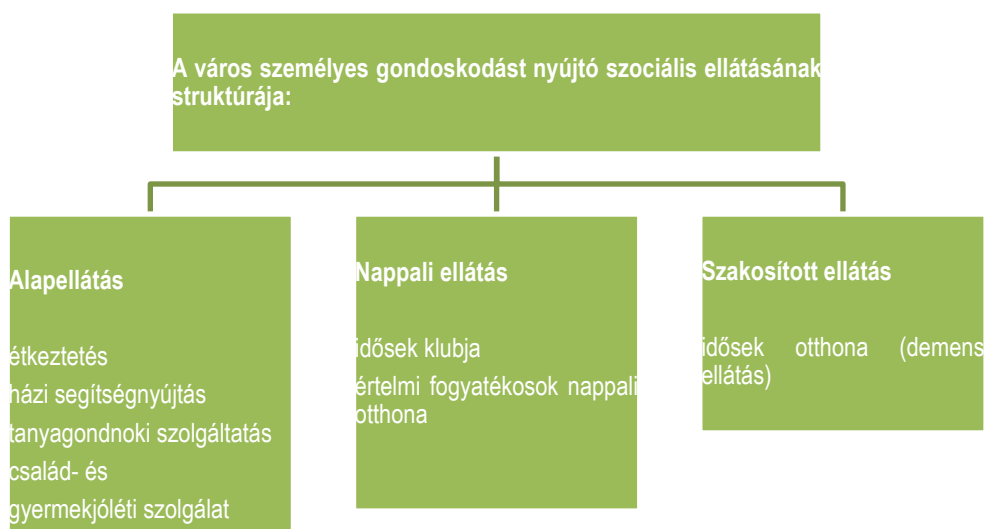 A város személyes gondoskodást nyújtó szociális ellátásának
struktúrája:
Alapellátás
étkeztetés
házi segítségnyújtás
tanyagondnoki szolgáltatás
család- és
gyermekjóléti szolgálat
Nappali ellátás
idősek klubja
értelmi fogyatékosok nappali
otthona
Szakosított ellátás
idősek otthona (demens
ellátás)